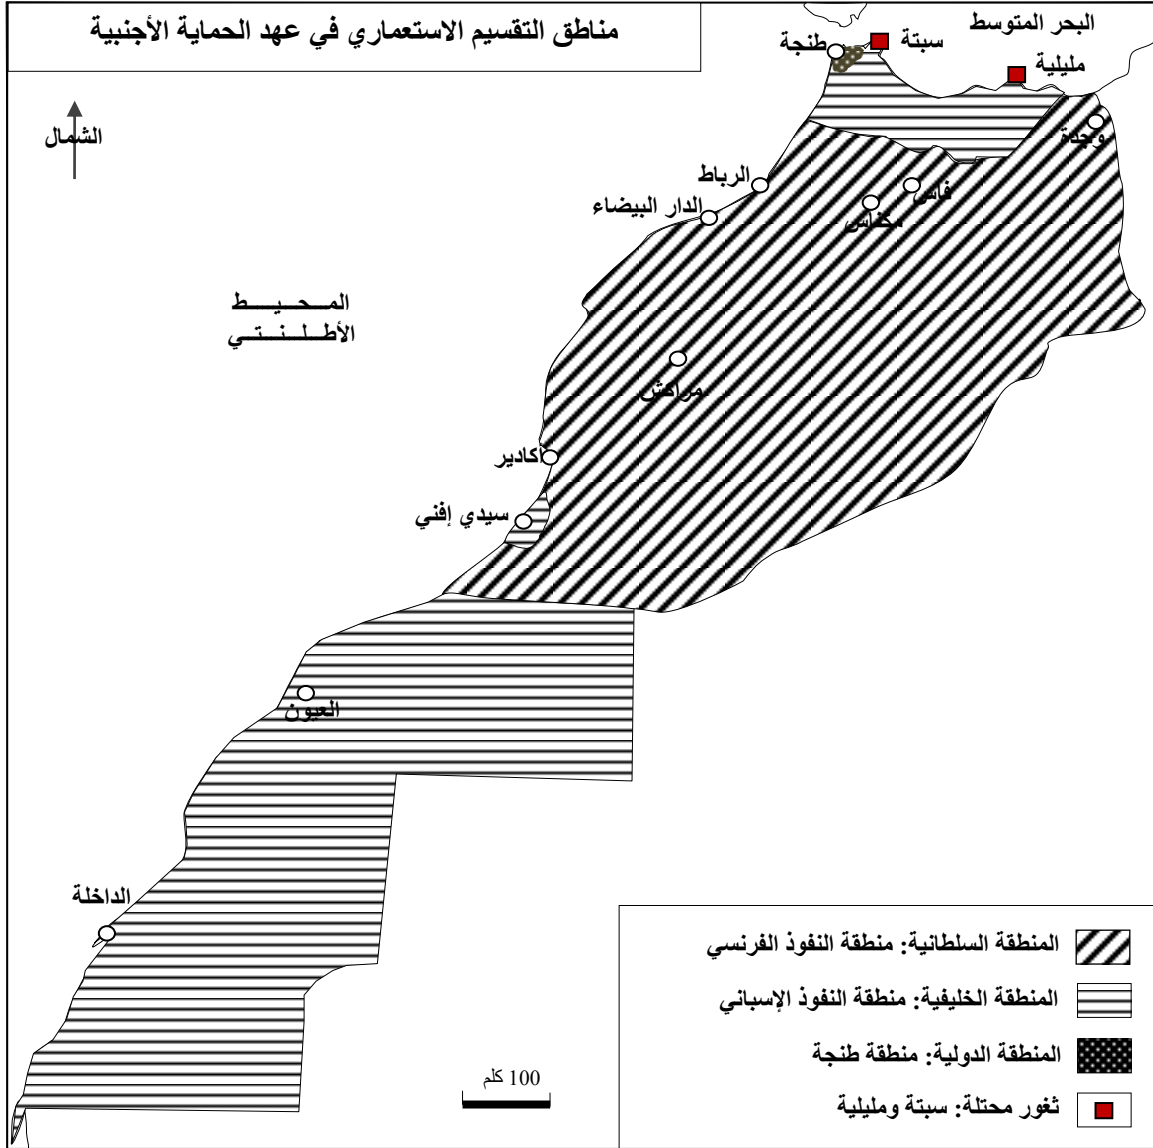 مناطق التقسيم الاستعماري في عهد الحماية الأجنبية
البحر المتوسط
سبتة
طنجة
مليلية
الشمال
وجدة
الرباط
فاس
مكناس
الدار البيضاء
المـــحـــيـــــط
الأطـــلـــــنـــتـــي
مراكش
أكادير
سيدي إفني
العيون
الداخلة
المنطقة السلطانية: منطقة النفوذ الفرنسي
المنطقة الخليفية: منطقة النفوذ الإسباني
المنطقة الدولية: منطقة طنجة
ثغور محتلة: سبتة ومليلية
100 كلم